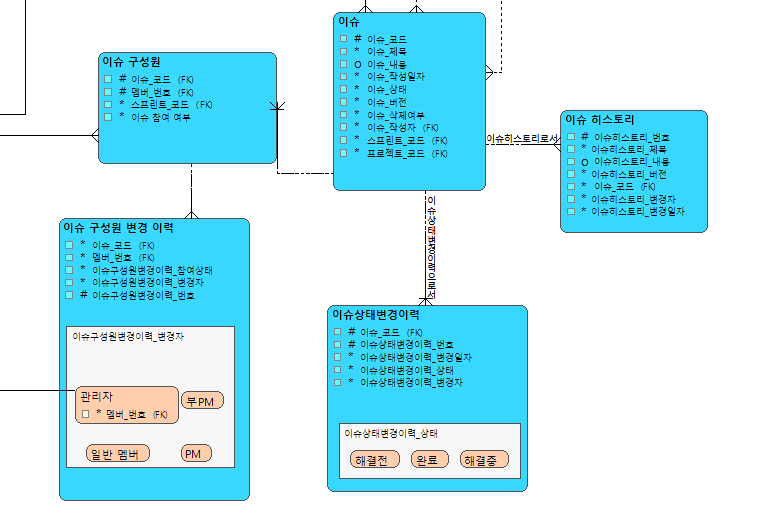 이슈
# 이슈_코드
* 이슈_제목
o 이슈_내용
* 이슈_작성일자
* 이슈_상태
* 이슈_버전
* 이슈_삭제여부
* 이슈_작성자 (FK)
* 스프린트_코드 (FK)
* 프로젝트_코드 (FK)
이슈 구성원
# 이슈_코드 (FK)
# 멤버_번호 (FK)
* 스프린트_코드 (FK)
* 이슈 참여 여부
이슈히스토리로서
이슈 히스토리
# 이슈히스토리_번호
* 이슈히스토리_제목
o 이슈히스토리_내용
* 이슈히스토리_버전
* 이슈_코드 (FK)
* 이슈히스토리_변경자
* 이슈히스토리_변경일자
이슈상태변경이력으로서
이슈 구성원 변경 이력
* 이슈_코드 (FK)
* 멤버_번호 (FK)
* 이슈구성원변경이력_참여상태
* 이슈구성원변경이력_변경자
# 이슈구성원변경이력_번호
이슈구성원변경이력_변경자
관리자
* 멤버_번호 (FK)
부PM
일반 멤버
PM
이슈상태변경이력
# 이슈_코드 (FK)
# 이슈상태변경이력_번호
* 이슈상태변경이력_변경일자
* 이슈상태변경이력_상태
* 이슈상태변경이력_변경자
이슈상태변경이력_상태
해결전
완료
해결중